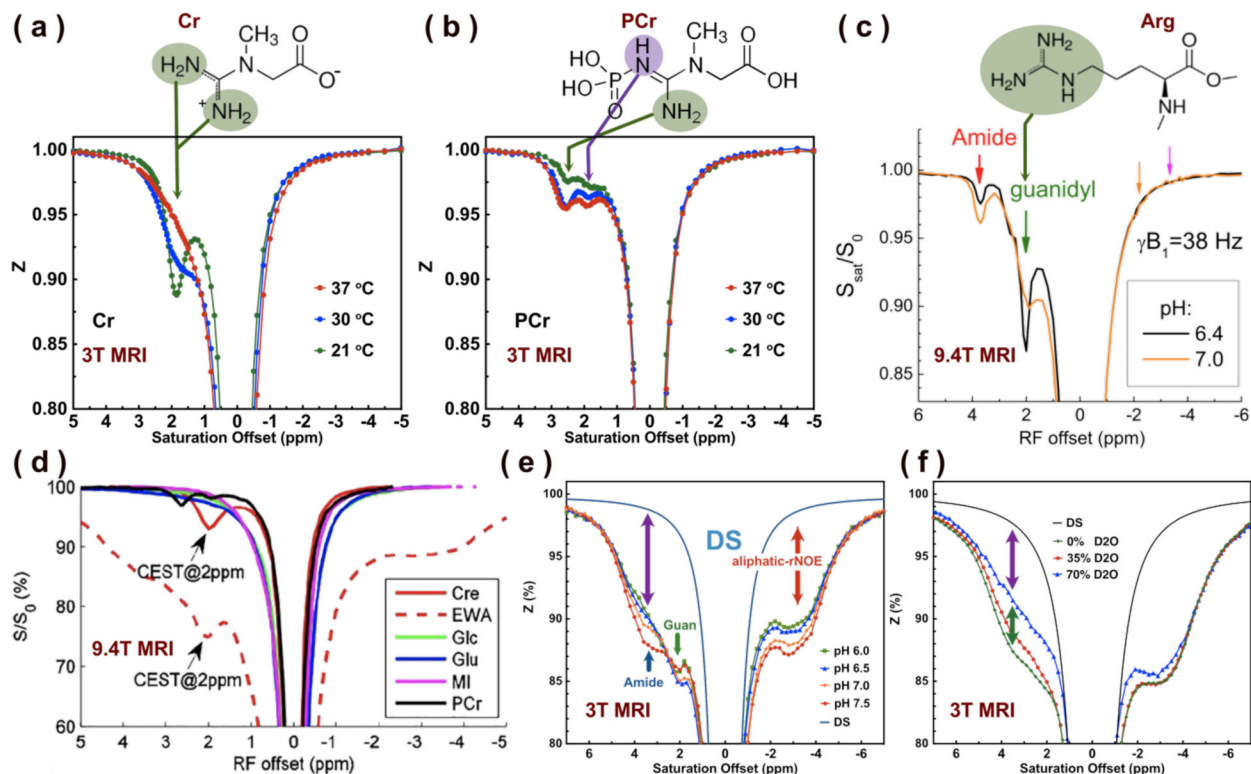 ( a )
Cr
H2N
N
CH3
O
O-
+
NH2
Z
1.00
0.95
0.90
0.85
0.80
37 °C
30 °C
21 °C
Cr
3T MRI
5 4 3 2 1 0 -1 -2 -3 -4 -5
Saturation Offset (ppm)
( b )
PCr
H
N
CH3
O
HO
P
N
OH
HO
O
NH2
Z
1.00
0.95
0.90
0.85
0.80
37 °C
30 °C
21 °C
PCr
3T MRI
5 4 3 2 1 0 -1 -2 -3 -4 -5
Saturation Offset (ppm)
( c )
Arg
NH2
O
H2N
N
H
O
NH
Amide
guanidyl
Ssat/S0
1.00
0.95
0.90
0.85
γB1=38 Hz
pH:
6.4
7.0
9.4T MRI
6 4 2 0 -2 -4 -6
RF offset (ppm)
( d )
S/S0 (%)
100
90
80
70
60
CEST@2ppm
CEST@2ppm
9.4T MRI
Cre
EWA
Glc
Glu
MI
PCr
5 4 3 2 1 0 -1 -2 -3 -4 -5
RF offset (ppm)
( e )
Z (%)
100
95
90
85
80
DS
aliphatic-rNOE
Guan
Amide
pH 6.0
pH 6.5
pH 7.0
pH 7.5
DS
3T MRI
6 4 2 0 -2 -4 -6
Saturation Offset (ppm)
( f )
Z (%)
100
95
90
85
80
DS
0% D2O
35% D2O
70% D2O
3T MRI
6 4 2 0 -2 -4 -6
Saturation Offset (ppm)